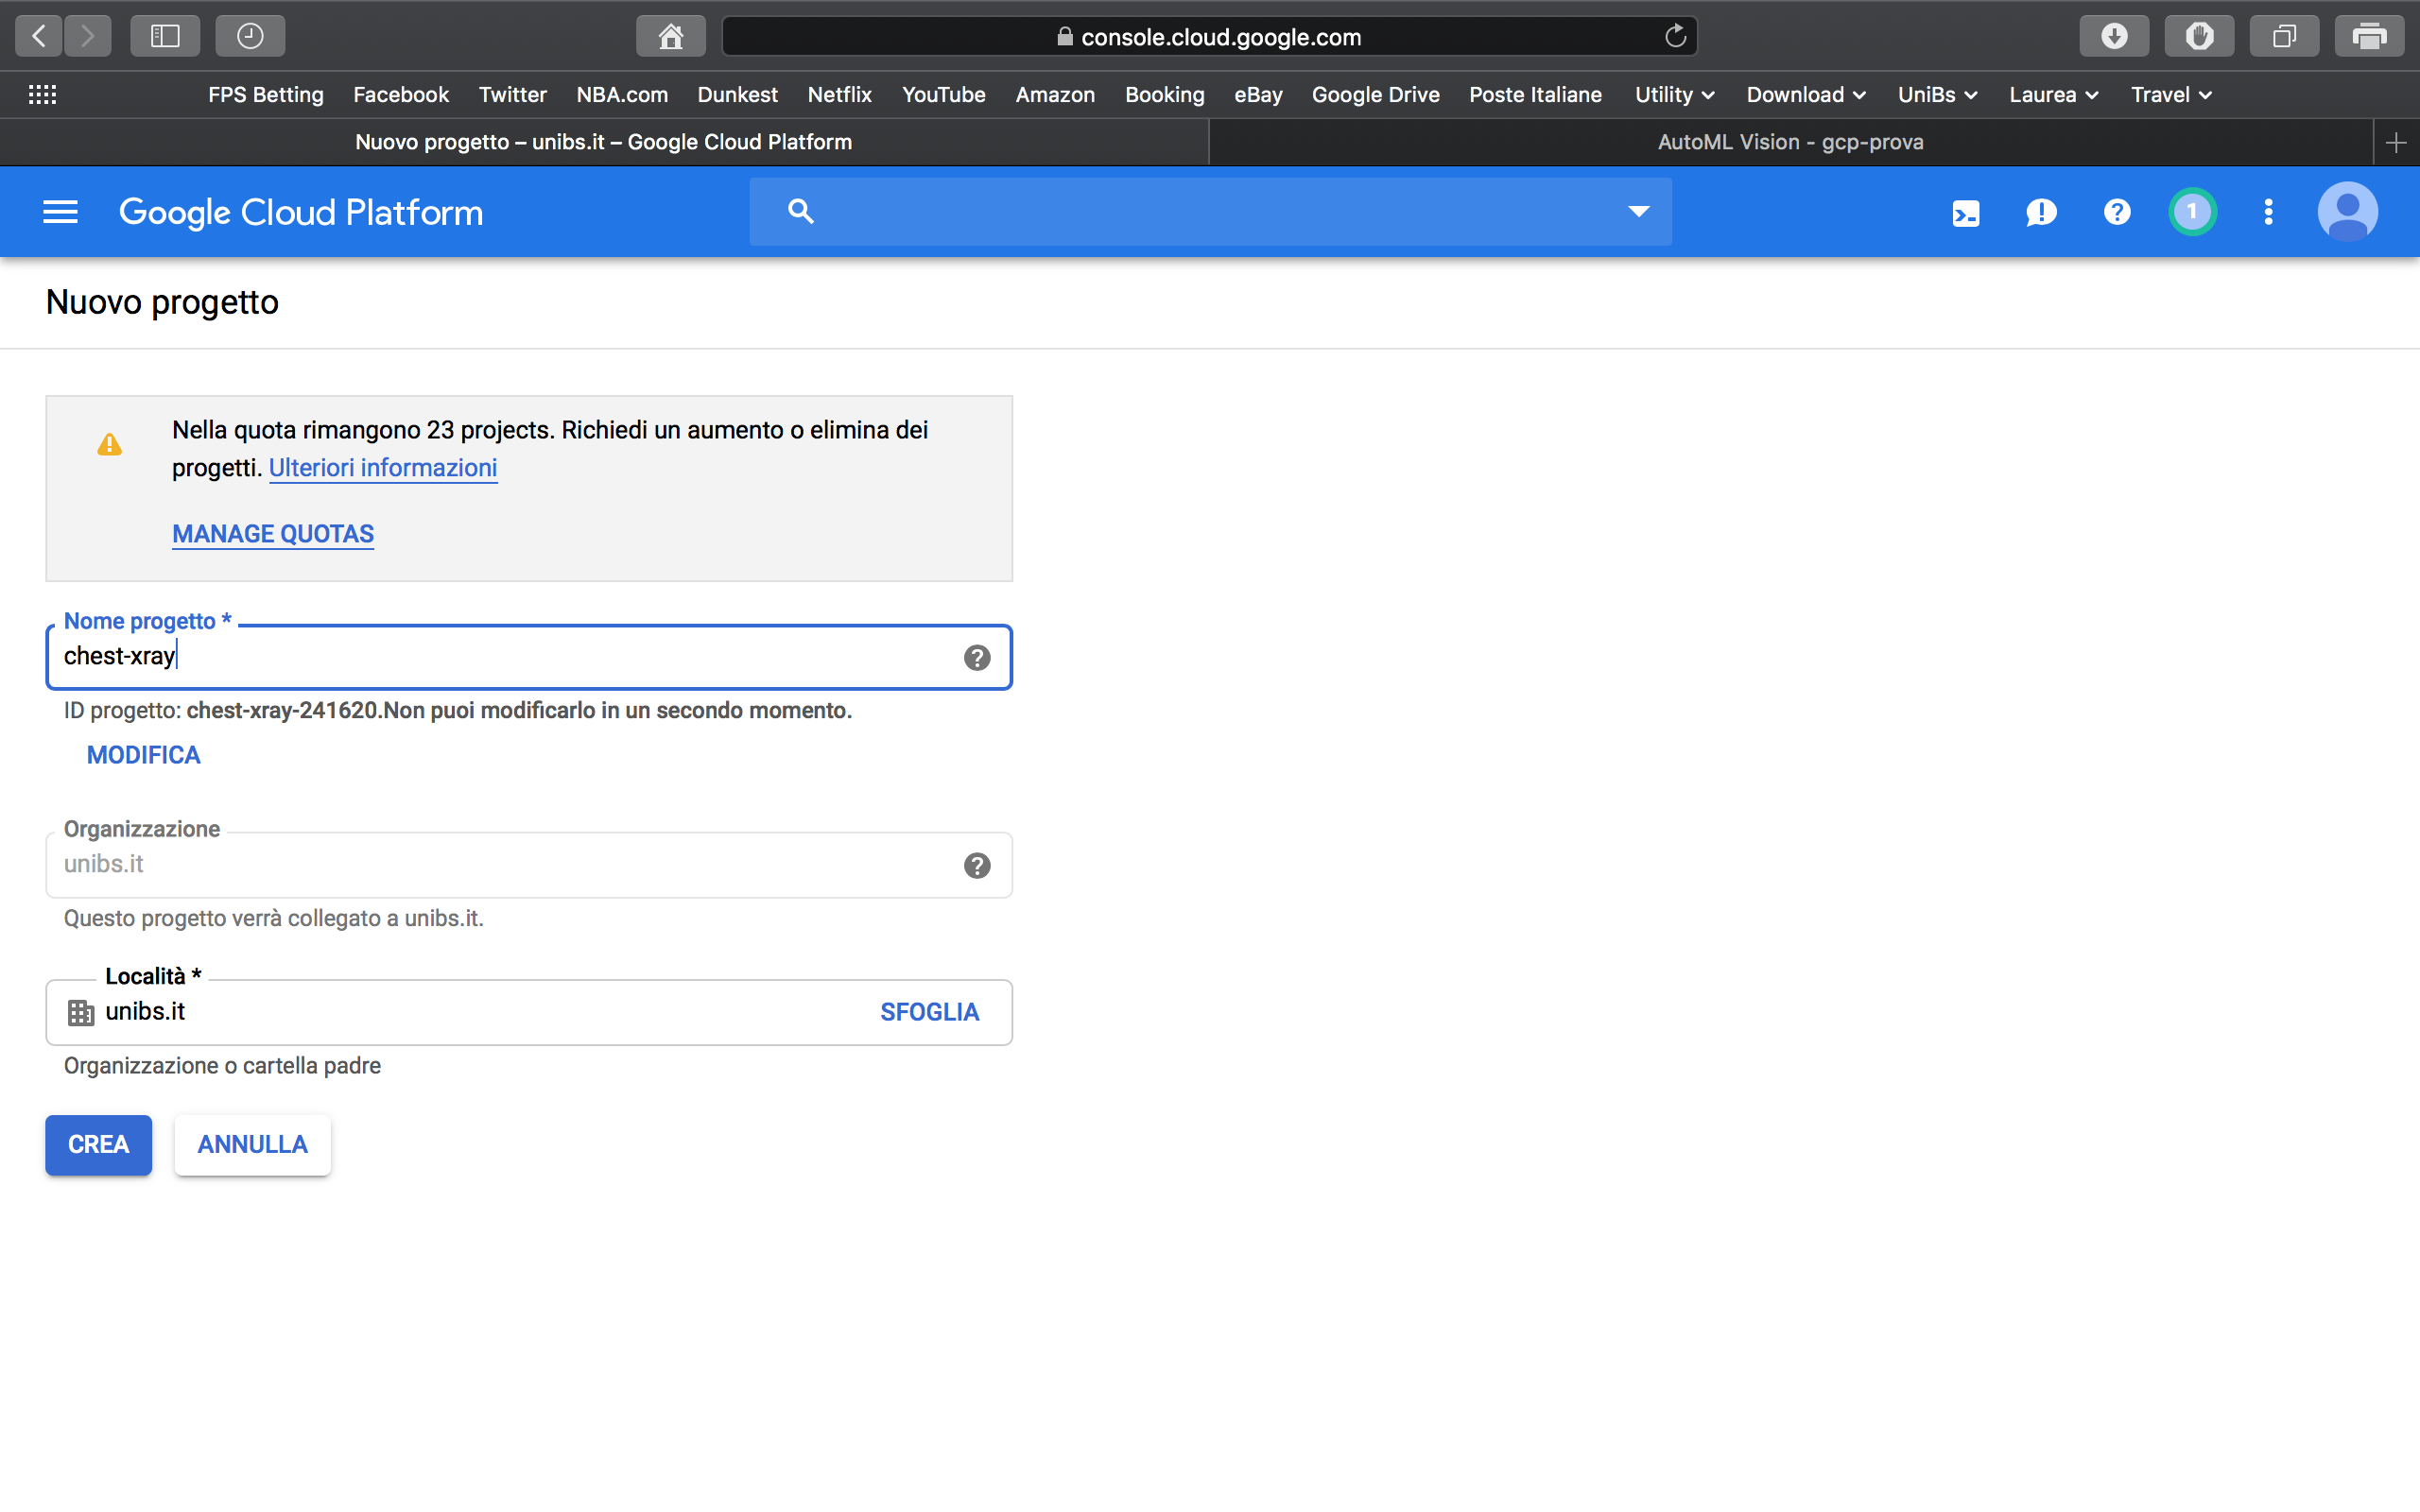 console.cloud.google.com
FPS Betting Facebook Twitter NBA.com Dunkest Netflix YouTube Amazon Booking eBay Google Drive Poste Italiane Utility Download UniBs Laurea Travel
Nuovo progetto – unibs.it – Google Cloud Platform AutoML Vision - gcp-prova
Google Cloud Platform 1
Nuovo progetto
Nella quota rimangono 23 projects. Richiedi un aumento o elimina dei
progetti. Ulteriori informazioni
MANAGE QUOTAS
Nome progetto *
chest-xray
ID progetto: chest-xray-241620.Non puoi modificarlo in un secondo momento.
MODIFICA
Organizzazione
unibs.it
Questo progetto verrà collegato a unibs.it.
Località *
unibs.it SFOGLIA
Organizzazione o cartella padre
CREA ANNULLA